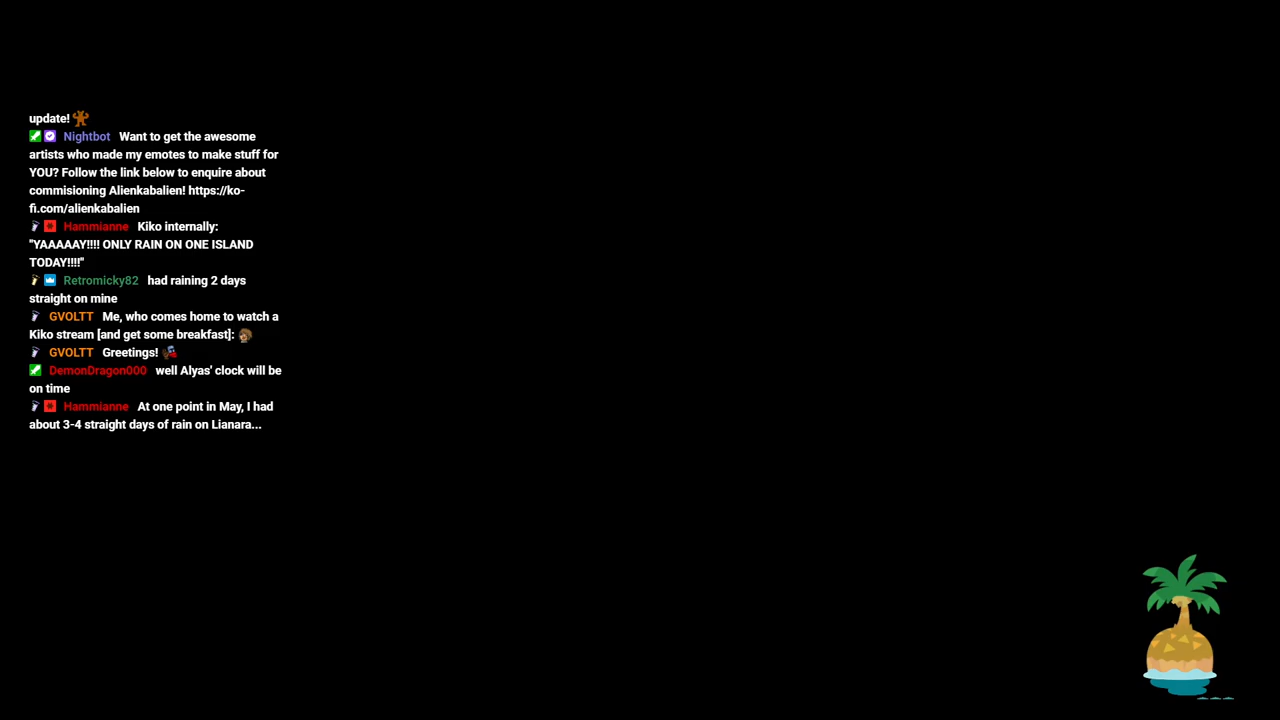 update!
Nightbot Want to get the awesome
artists who made my emotes to make stuff for
YOU? Follow the link below to enquire about
commisioning Alienkabalien! https://ko-
fi.com/alienkabalien
Hammianne Kiko internally:
"YAAAAAY!!!! ONLY RAIN ON ONE ISLAND
TODAY!!!!"
Retromicky82 had raining 2 days
straight on mine
GVOLTT Me, who comes home to watch a
Kiko stream [and get some breakfast]:
GVOLTT Greetings!
DemonDragon000 well Alyas' clock will be
on time
Hammianne At one point in May, I had
about 3-4 straight days of rain on Lianara...